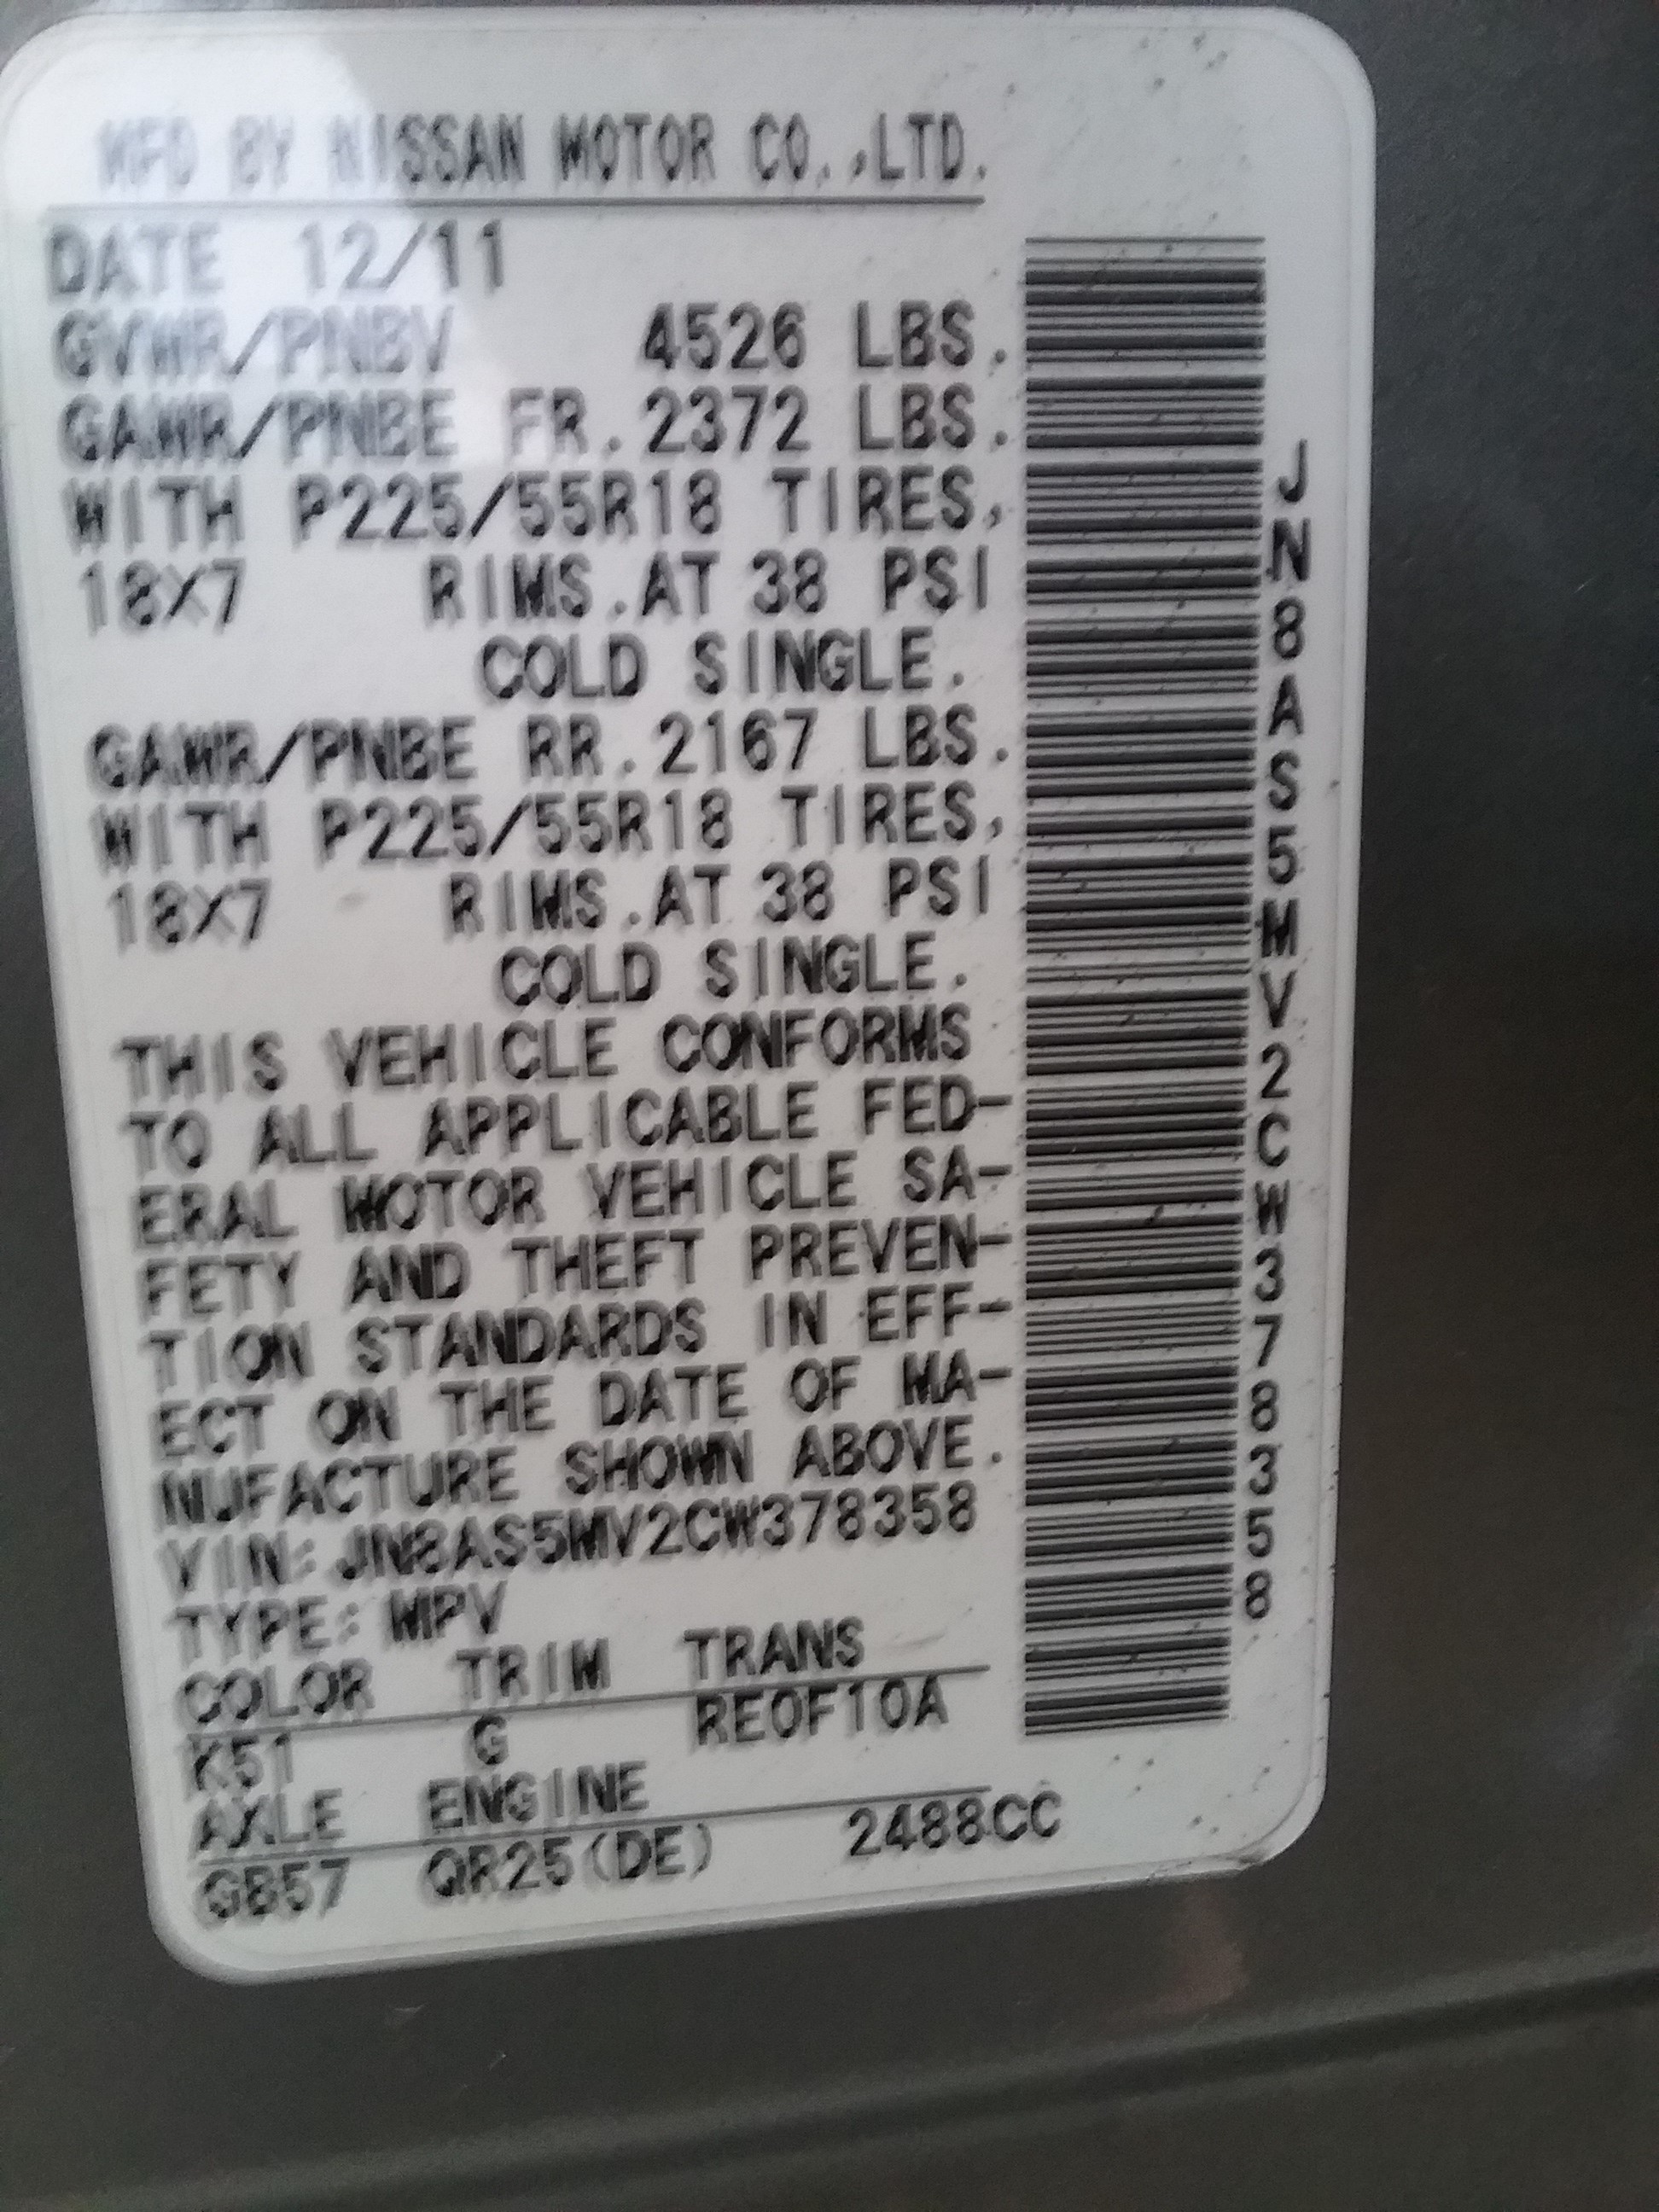 MFD BY NISSAN MOTOR CO.,LTD.
DATE 12/11
GVWR/PNBV 4526 LBS.
GAWR/PNBE FR.2372 LBS.
WITH P225/55R18 TIRES,
18X7 RIMS.AT 38 PSI
COLD SINGLE.
GAWR/PNBE RR.2167 LBS.
WITH P225/55R18 TIRES,
18X7 RIMS.AT 38 PSI
COLD SINGLE.
THIS VEHICLE CONFORMS
TO ALL APPLICABLE FED-
ERAL MOTOR VEHICLE SA-
FETY AND THEFT PREVEN-
TION STANDARDS IN EFF-
ECT ON THE DATE OF MA-
NUFACTURE SHOWN ABOVE.
VIN:JN8AS5MV2CW378358
TYPE:MPV
COLOR TRIM TRANS
K51 G RE0F10A
AXLE ENGINE
GB57 QR25(DE) 2488CC
JN8AS5MV2CW378358